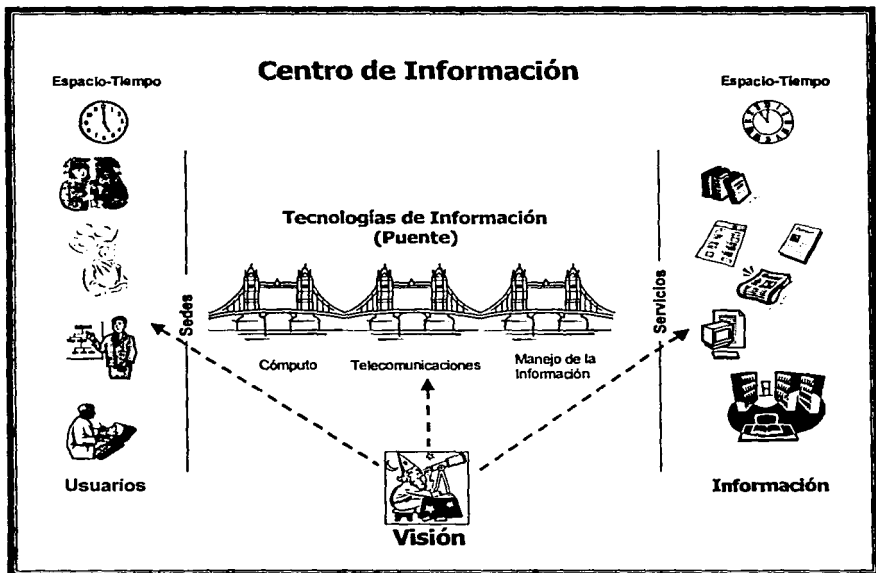 Centro de Información
Espacio-Tiempo
Espacio-Tiempo
Tecnologías de Información
(Puente)
Sedes
Servicios
Cómputo
Telecomunicaciones
Manejo de la
Información
Usuarios
Información
Visión